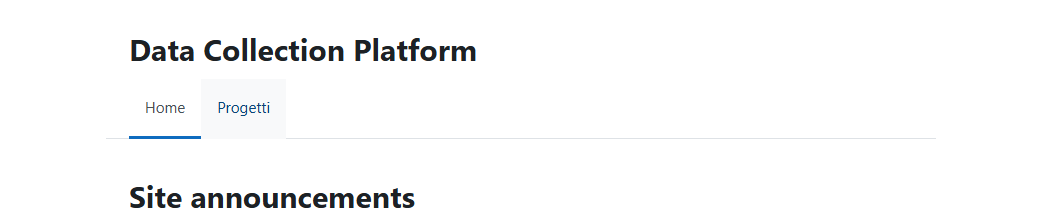 Data Collection Platform
Home Progetti
Site announcements